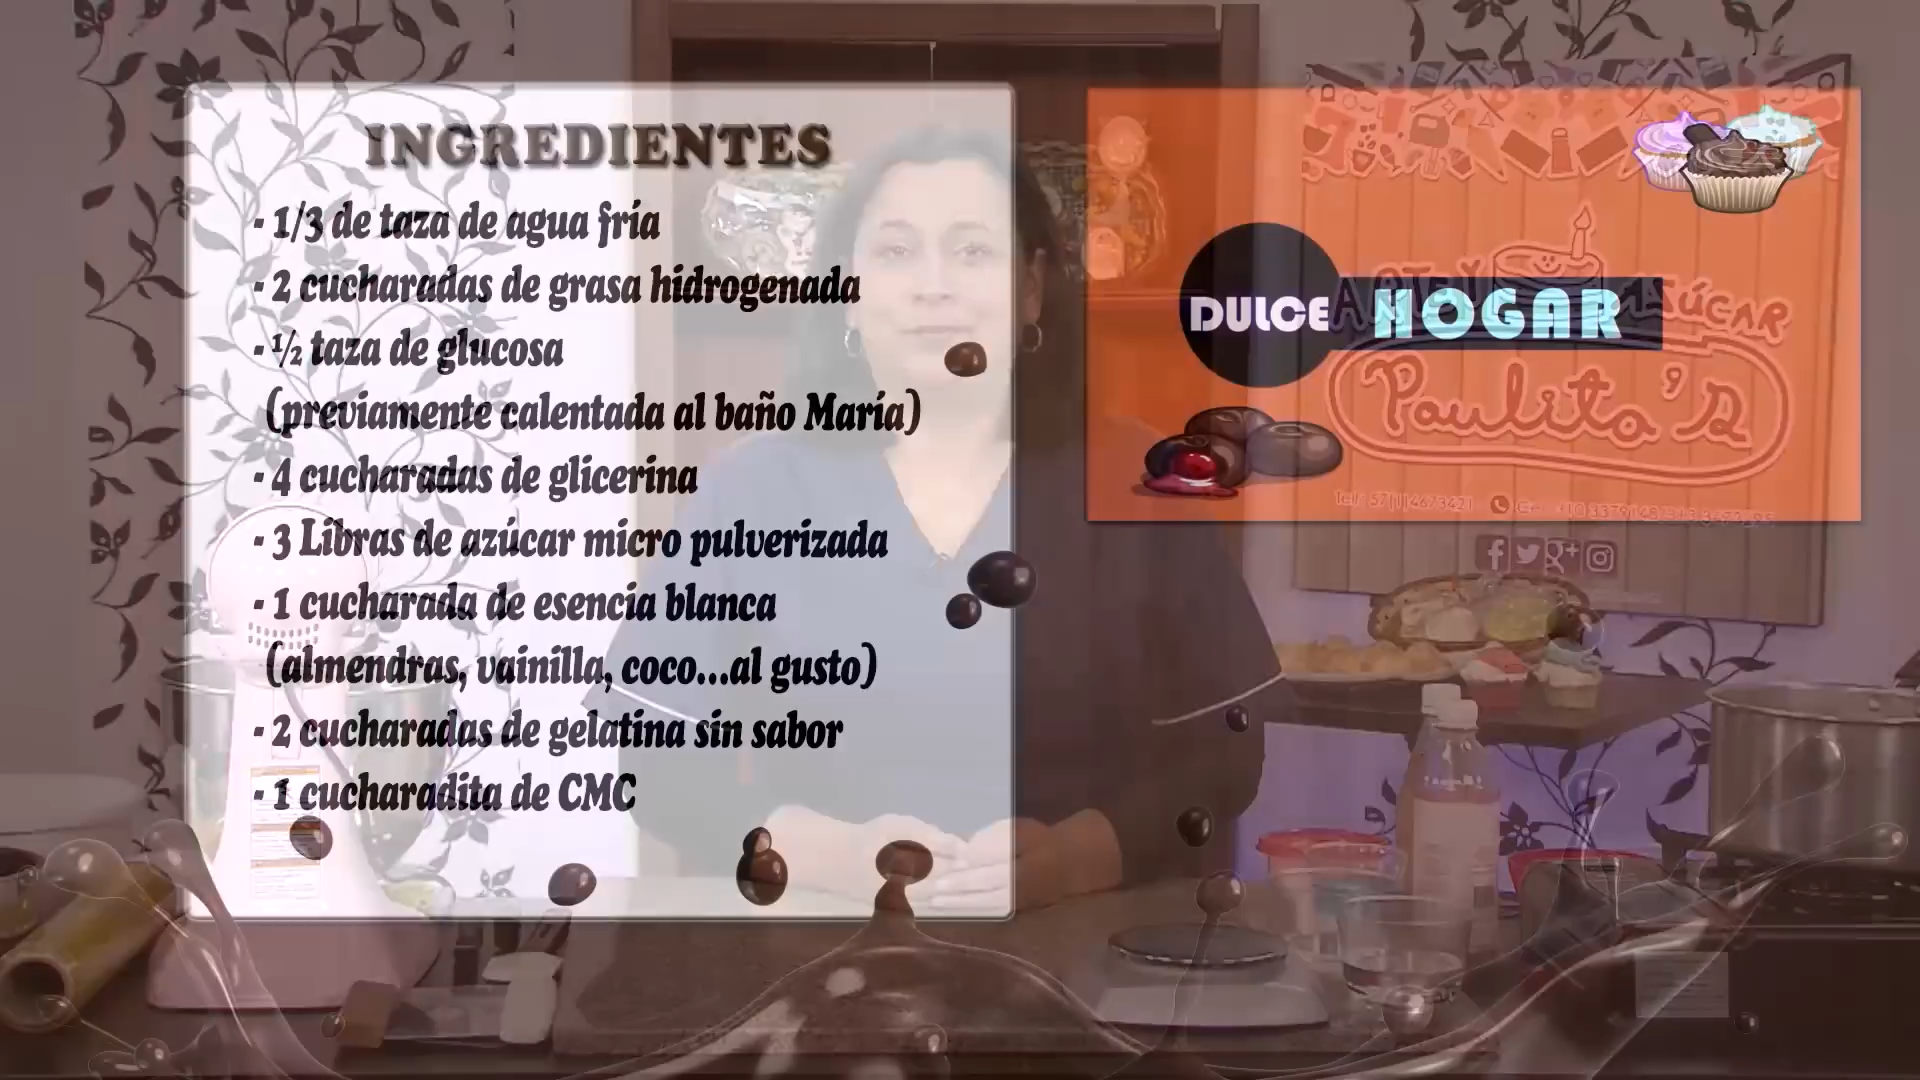 INGREDIENTES
- 1/3 de taza de agua fría
- 2 cucharadas de grasa hidrogenada
- ½ taza de glucosa
(previamente calentada al baño María)
- 4 cucharadas de glicerina
- 3 Libras de azúcar micro pulverizada
- 1 cucharada de esencia blanca
(almendras, vainilla, coco...al gusto)
- 2 cucharadas de gelatina sin sabor
- 1 cucharadita de CMC
DULCE HOGAR
AZÚCAR
Paulita's